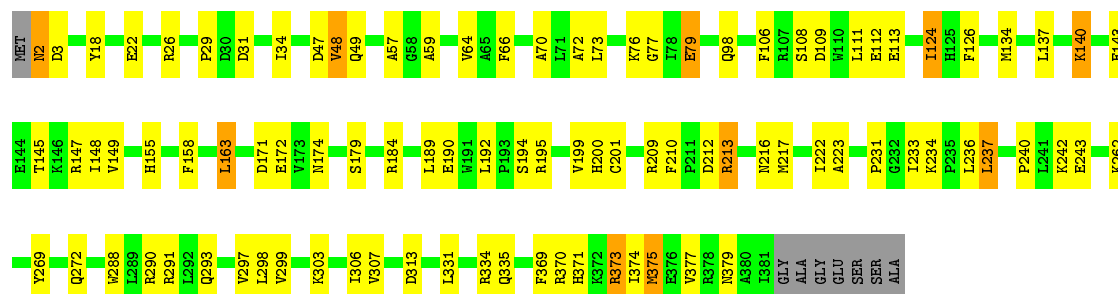 MET N2 D3 Y18 E22 R26 P29 D30 D31 I34 D47 V48 Q49 A57 G58 A59 V64 A65 F66 A70 L71 A72 L73 K76 G77 I78 E79 Q98 F106 R107 S108 D109 W110 L111 E112 E113 I124 H125 F126 M134 L137 K140 E143
E144 T145 K146 R147 I148 V149 H155 F158 L163 D171 E172 V173 N174 S179 R184 L189 E190 W191 L192 P193 S194 R195 V199 H200 C201 R209 F210 P211 D212 R213 N216 M217 I222 A223 P231 G232 I233 K234 P235 L236 L237 P240 L241 K242 E243 K262
Y269 Q272 W288 L289 R290 R291 L292 Q293 V297 L298 V299 K303 I306 V307 D313 L331 R334 Q335 F369 R370 H371 K372 R373 I374 M375 E376 V377 R378 N379 A380 I381 GLY ALA GLY GLU SER SER ALA